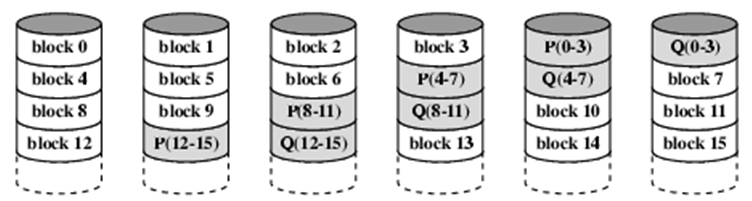 block 0 block 1 block 2 block 3 P(0-3) Q(0-3)
block 4 block 5 block 6 P(4-7) Q(4-7) block 7
block 8 block 9 P(8-11) Q(8-11) block 10 block 11
block 12 P(12-15) Q(12-15) block 13 block 14 block 15